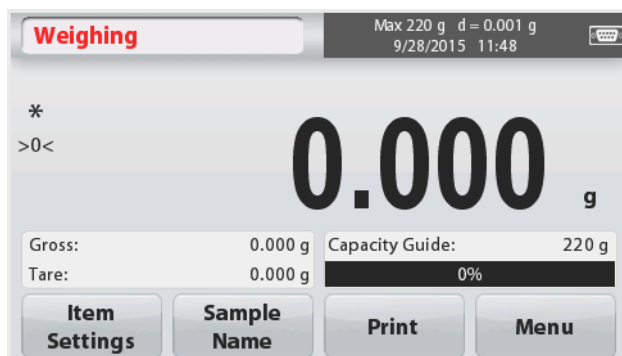 Weighing
Max 220 g d = 0.001 g
9/28/2015 11:48
*
>0<
0.000 g
Gross: 0.000 g
Tare: 0.000 g
Capacity Guide: 220 g
0%
Item Settings
Sample Name
Print
Menu